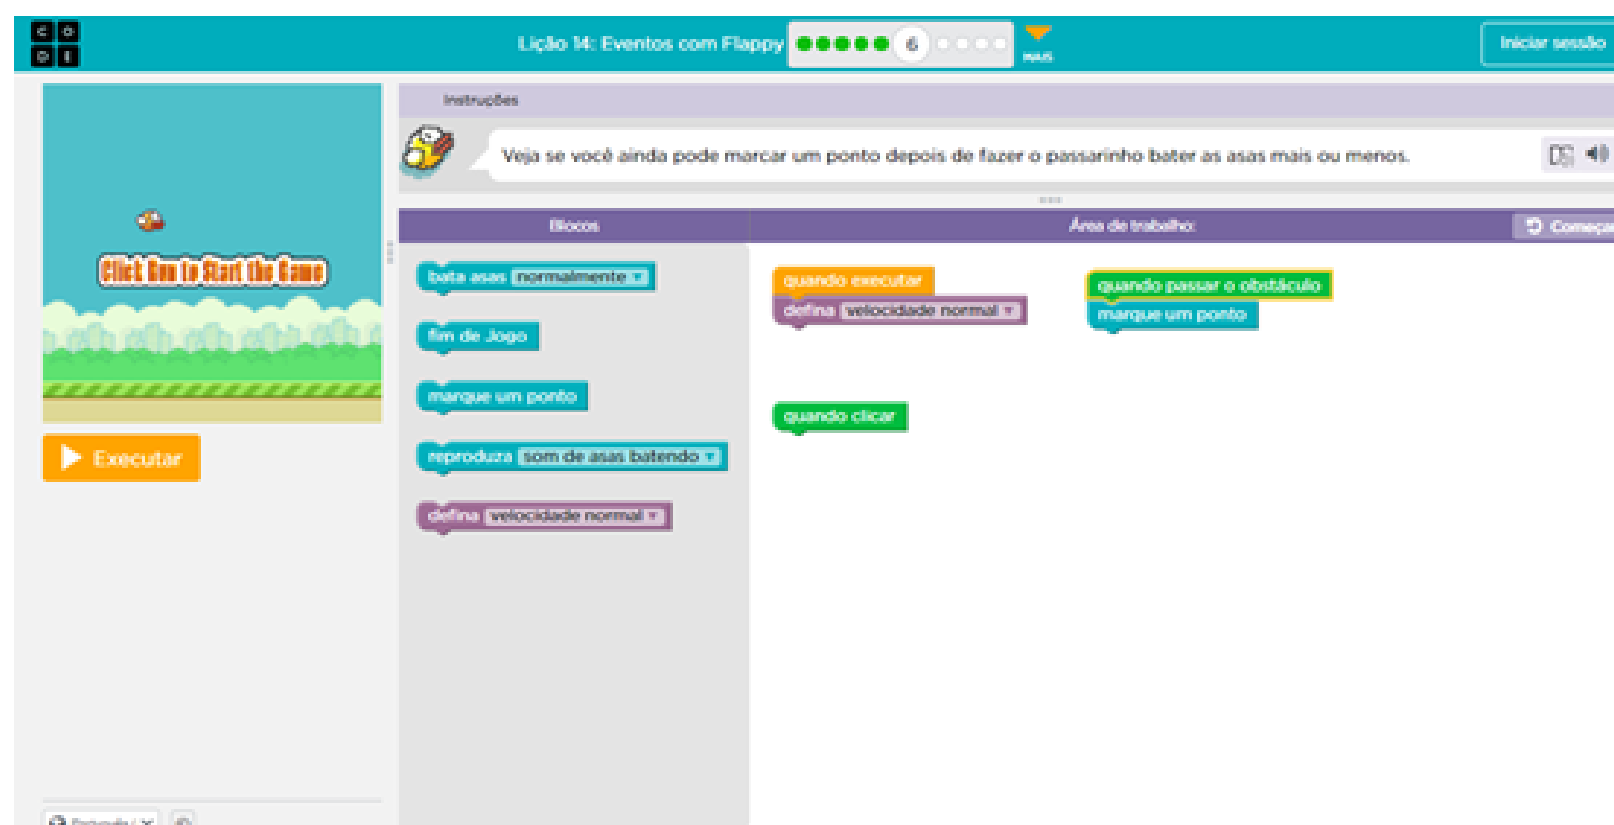 C O
D E
Lição 14: Eventos com Flappy
6
MAIS
Iniciar sessão
Instruções
Veja se você ainda pode marcar um ponto depois de fazer o passarinho bater as asas mais ou menos.
Click Run to Start the Game
Executar
Blocos
Área de trabalho:
Começar
bata asas normalmente
fim de Jogo
marque um ponto
reproduza som de asas batendo
defina velocidade normal
quando executar
defina velocidade normal
quando passar o obstáculo
marque um ponto
quando clicar